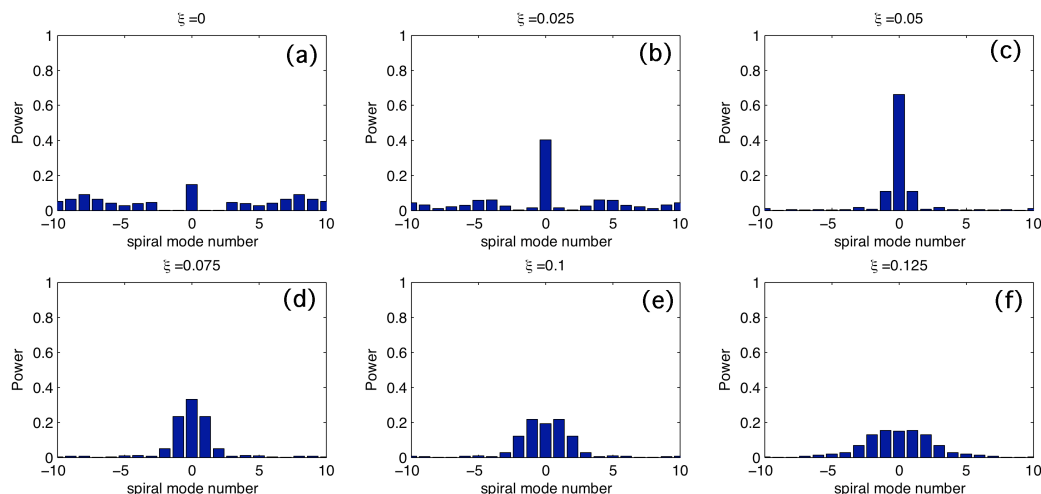 ξ =0
(a)
Power
1
0.8
0.6
0.4
0.2
0
−10 −5 0 5 10
spiral mode number
ξ =0.025
(b)
Power
1
0.8
0.6
0.4
0.2
0
−10 −5 0 5 10
spiral mode number
ξ =0.05
(c)
Power
1
0.8
0.6
0.4
0.2
0
−10 −5 0 5 10
spiral mode number
ξ =0.075
(d)
Power
1
0.8
0.6
0.4
0.2
0
−10 −5 0 5 10
spiral mode number
ξ =0.1
(e)
Power
1
0.8
0.6
0.4
0.2
0
−10 −5 0 5 10
spiral mode number
ξ =0.125
(f)
Power
1
0.8
0.6
0.4
0.2
0
−10 −5 0 5 10
spiral mode number